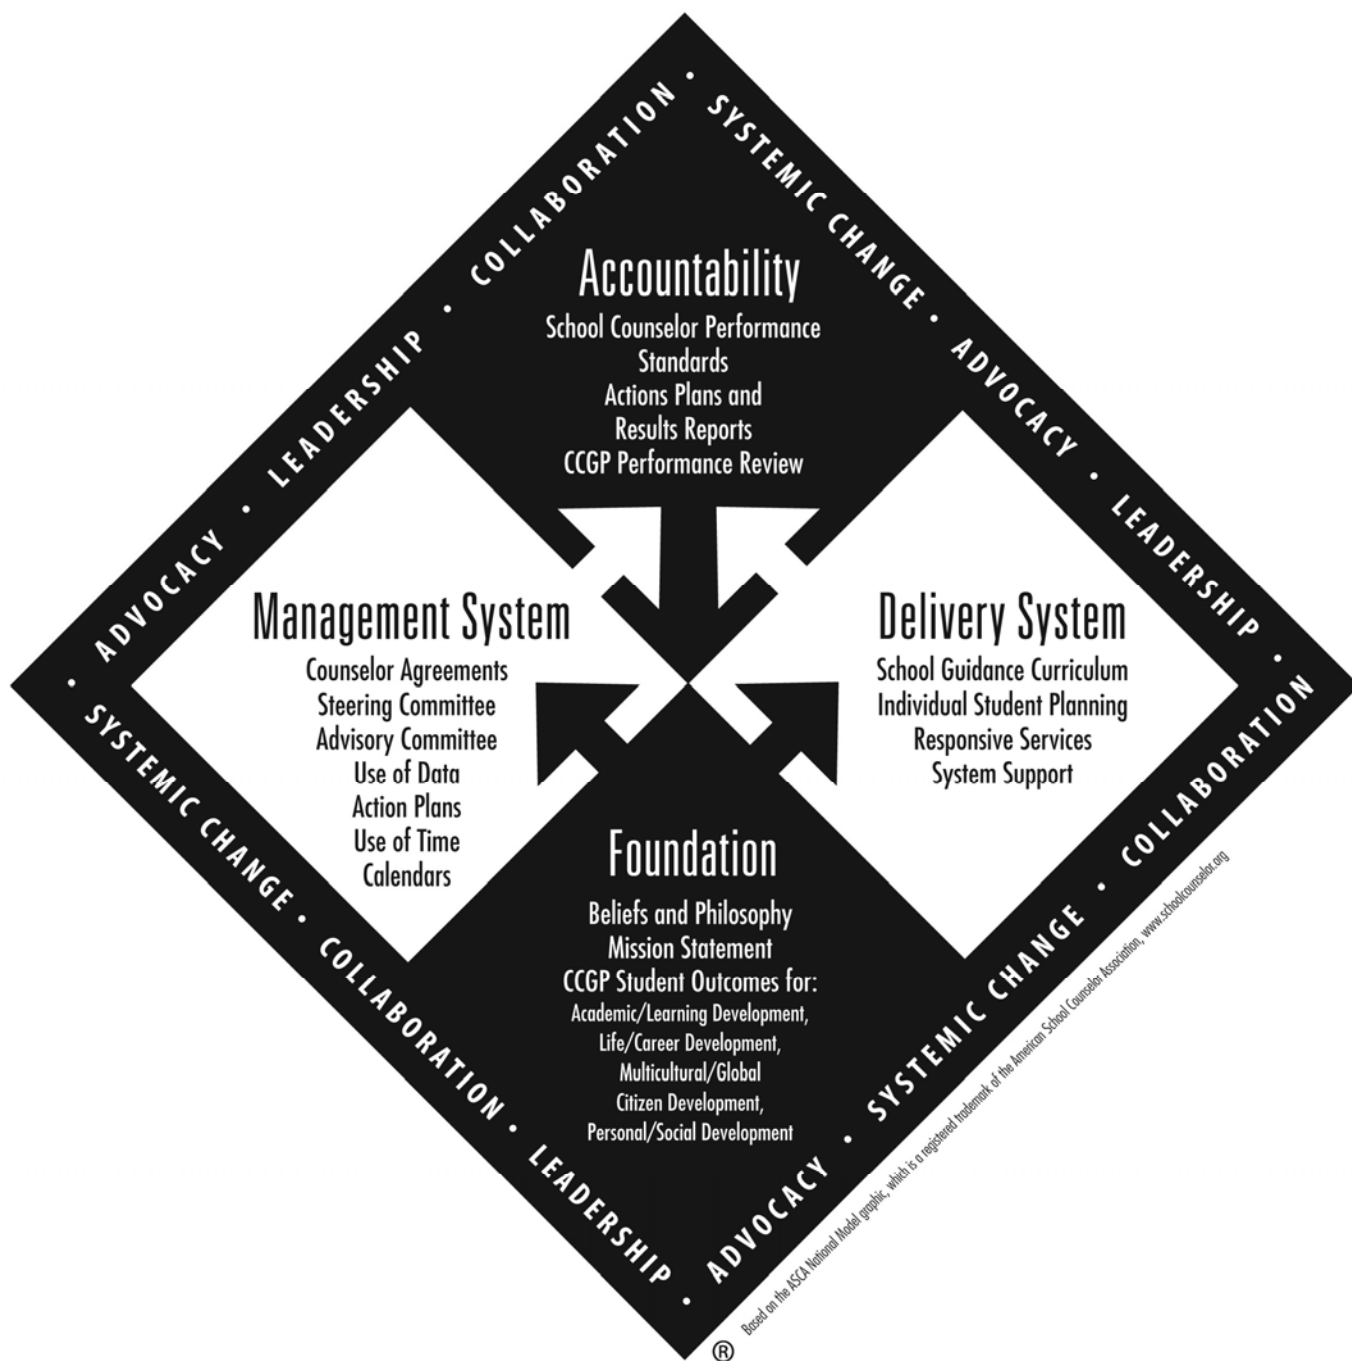 ADVOCACY • LEADERSHIP • COLLABORATION •
SYSTEMIC CHANGE • ADVOCACY • LEADERSHIP •
Accountability
School Counselor Performance
Standards
Actions Plans and
Results Reports
CCGP Performance Review
Management System
Counselor Agreements
Steering Committee
Advisory Committee
Use of Data
Action Plans
Use of Time
Calendars
Delivery System
School Guidance Curriculum
Individual Student Planning
Responsive Services
System Support
Foundation
Beliefs and Philosophy
Mission Statement
CCGP Student Outcomes for:
Academic/Learning Development,
Life/Career Development,
Multicultural/Global
Citizen Development,
Personal/Social Development
• SYSTEMIC CHANGE • COLLABORATION • LEADERSHIP •
ADVOCACY • SYSTEMIC CHANGE • COLLABORATION
Based on the ASCA National Model graphic, which is a registered trademark of the American School Counselor Association, www.schoolcounselor.org
®